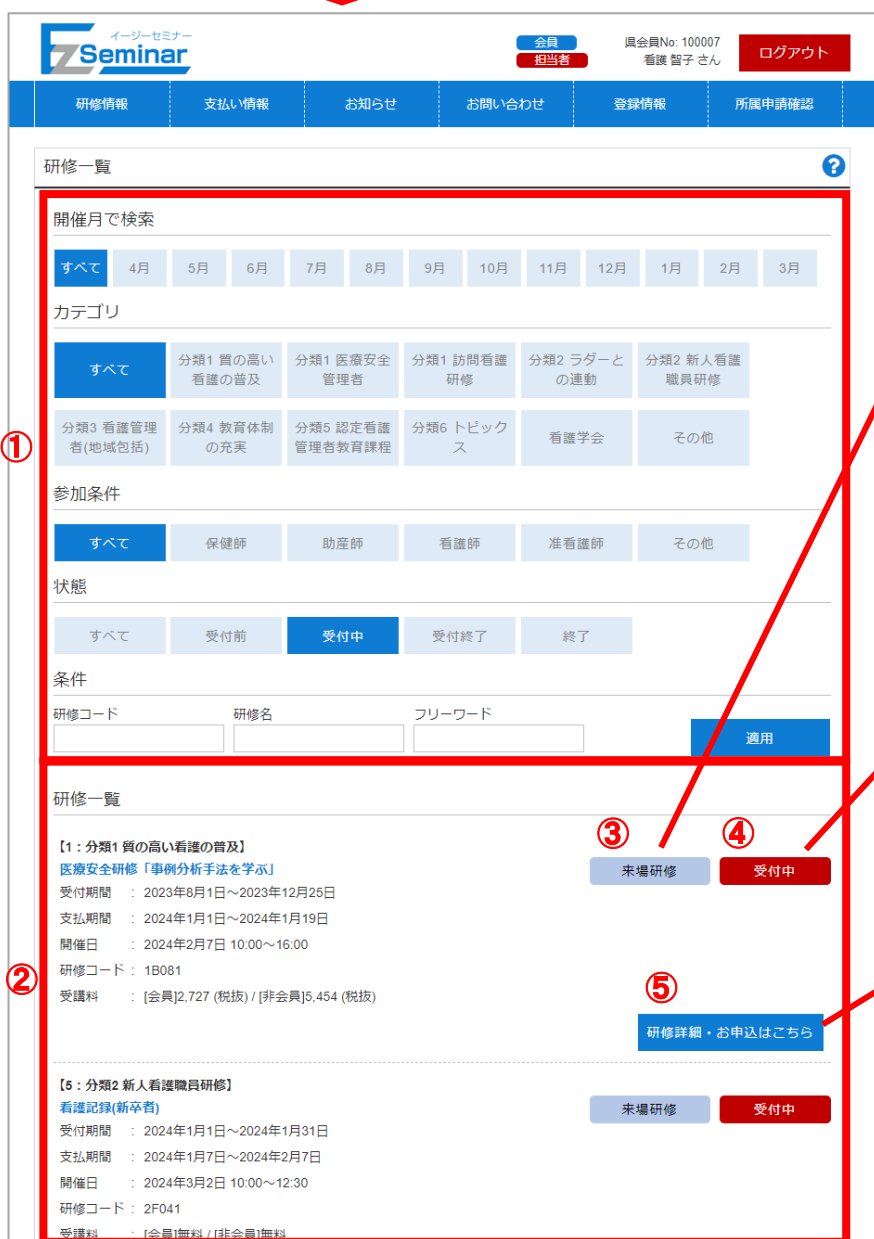 イージーセミナー
EZSeminar
会員
担当者
県会員No: 100007
看護 智子 さん
ログアウト
研修情報 支払い情報 お知らせ お問い合わせ 登録情報 所属申請確認
研修一覧 ?
開催月で検索
すべて 4月 5月 6月 7月 8月 9月 10月 11月 12月 1月 2月 3月
カテゴリ
すべて
分類1 質の高い
看護の普及
分類1 医療安全
管理者
分類1 訪問看護
研修
分類2 ラダーと
の連動
分類2 新人看護
職員研修
①
分類3 看護管理
者(地域包括)
分類4 教育体制
の充実
分類5 認定看護
管理者教育課程
分類6 トピック
ス
看護学会
その他
参加条件
すべて 保健師 助産師 看護師 准看護師 その他
状態
すべて 受付前 受付中 受付終了 終了
条件
研修コード 研修名 フリーワード
適用
研修一覧
③ ④
【1：分類1 質の高い看護の普及】
医療安全研修「事例分析手法を学ぶ」 来場研修 受付中
受付期間 : 2023年8月1日～2023年12月25日
支払期間 : 2024年1月1日～2024年1月19日
開催日 : 2024年2月7日 10:00～16:00
② 研修コード : 1B081
受講料 : [会員]2,727 (税抜) / [非会員]5,454 (税抜)
⑤
研修詳細・お申込はこちら
【5：分類2 新人看護職員研修】
看護記録(新卒者) 来場研修 受付中
受付期間 : 2024年1月1日～2024年1月31日
支払期間 : 2024年1月7日～2024年2月7日
開催日 : 2024年3月2日 10:00～12:30
研修コード : 2F041
受講料 : [会員]無料 / [非会員]無料